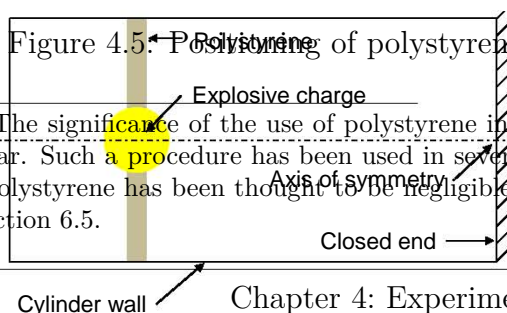 Polystyrene
Figure 4.5: Positioning of polystyren
Explosive charge
The significance of the use of polystyrene in
ar. Such a procedure has been used in seve
Axis of symmetry
olystyrene has been thought to be negligible
ction 6.5.
Closed end
Cylinder wall
Chapter 4: Experime